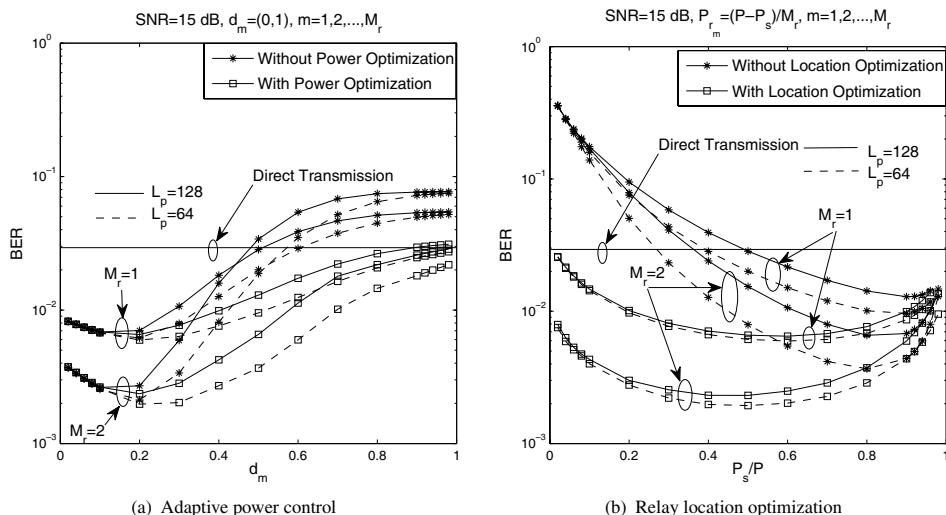 SNR=15 dB, d_m=(0,1), m=1,2,...,M_r
10^0
10^-1
10^-2
10^-3
BER
Without Power Optimization
With Power Optimization
Direct Transmission
L_p=128
L_p=64
M_r=1
M_r=2
0 0.2 0.4 0.6 0.8 1
d_m
(a) Adaptive power control
SNR=15 dB, P_r_m=(P−P_s)/M_r, m=1,2,...,M_r
10^0
10^-1
10^-2
10^-3
BER
Without Location Optimization
With Location Optimization
Direct Transmission
L_p=128
L_p=64
M_r=1
M_r=2
0 0.2 0.4 0.6 0.8 1
P_s/P
(b) Relay location optimization